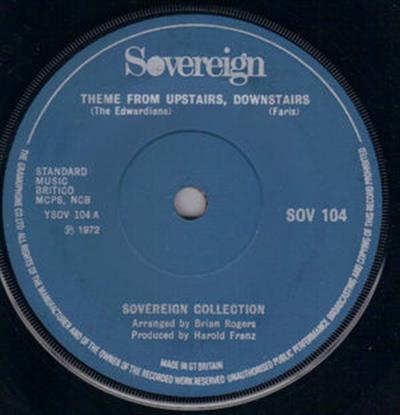 Sovereign
THEME FROM UPSTAIRS, DOWNSTAIRS
(The Edwardians) (Faris)
STANDARD
MUSIC
BRITICO
MCPS, NCB
YSOV 104 A
℗ 1972
SOV 104
SOVEREIGN COLLECTION
Arranged by Brian Rogers
Produced by Harold Franz
MADE IN GT BRITAIN
THE GRAMOPHONE CO LTD ALL RIGHTS OF THE MANUFACTURER AND OF THE OWNER OF THE RECORDED WORK RESERVED UNAUTHORISED PUBLIC PERFORMANCE, BROADCASTING AND COPYING OF THIS RECORD PROHIBITED